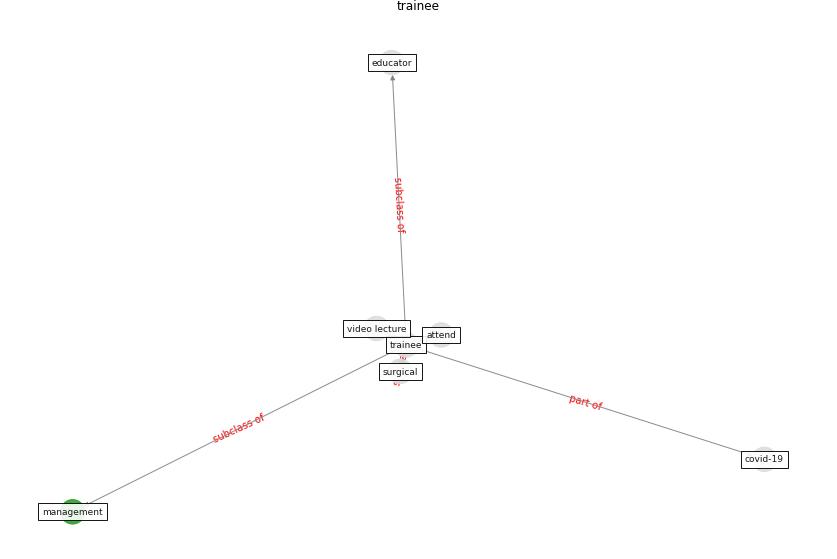 trainee
educator
subclass of
video lecture
attend
trainee
surgical
part of
subclass of
covid-19
management